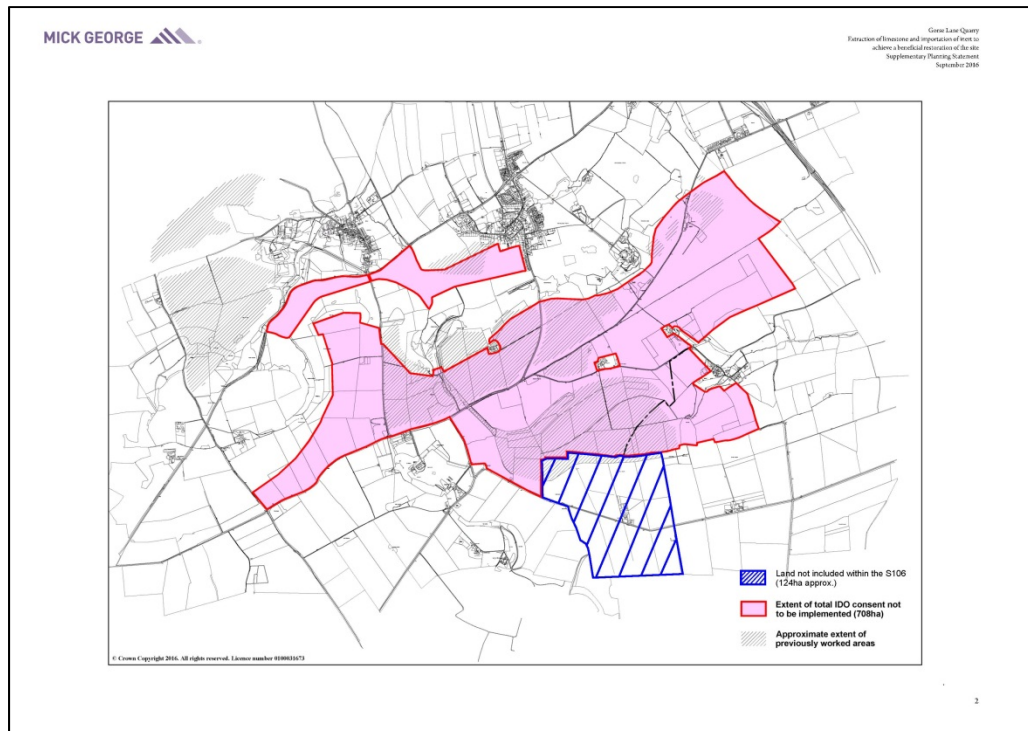 MICK GEORGE
Gorse Lane Quarry
Extraction of limestone and importation of inert to
achieve a beneficial restoration of the site
Supplementary Planning Statement
September 2016
Land not included within the S106
(124ha approx.)
Extent of total IDO consent not
to be implemented (708ha)
Approximate extent of
previously worked areas
© Crown Copyright 2016. All rights reserved. Licence number 0100031673
2